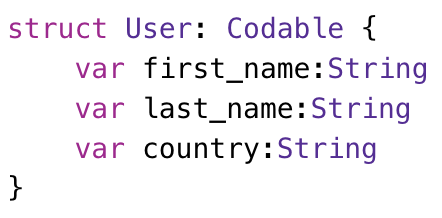 struct User: Codable {
    var first_name:String
    var last_name:String
    var country:String
}